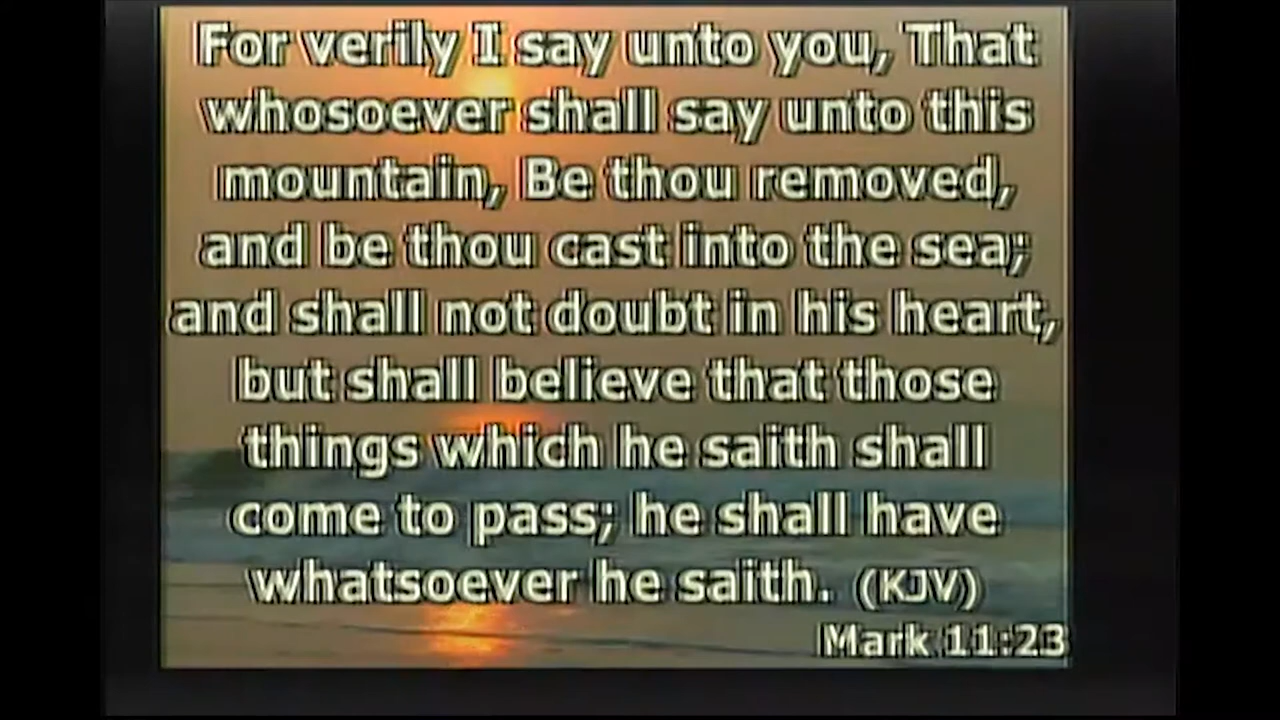 For verily I say unto you, That
whosoever shall say unto this
mountain, Be thou removed,
and be thou cast into the sea;
and shall not doubt in his heart,
but shall believe that those
things which he saith shall
come to pass; he shall have
whatsoever he saith. (KJV)
Mark 11:23